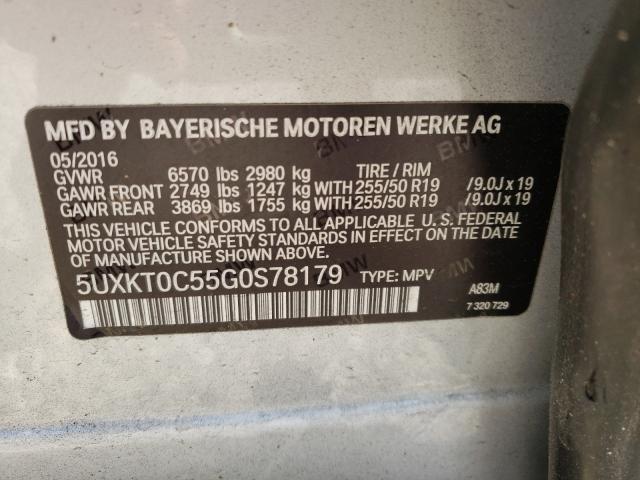 MFD BY BAYERISCHE MOTOREN WERKE AG
05/2016
GVWR 6570 lbs 2980 kg TIRE / RIM
GAWR FRONT 2749 lbs 1247 kg WITH 255/50 R19 /9.0J x 19
GAWR REAR 3869 lbs 1755 kg WITH 255/50 R19 /9.0J x 19
THIS VEHICLE CONFORMS TO ALL APPLICABLE U. S. FEDERAL
MOTOR VEHICLE SAFETY STANDARDS IN EFFECT ON THE DATE
OF MANUFACTURE SHOWN ABOVE.
5UXKT0C55G0S78179 TYPE: MPV
A83M
7 320 729